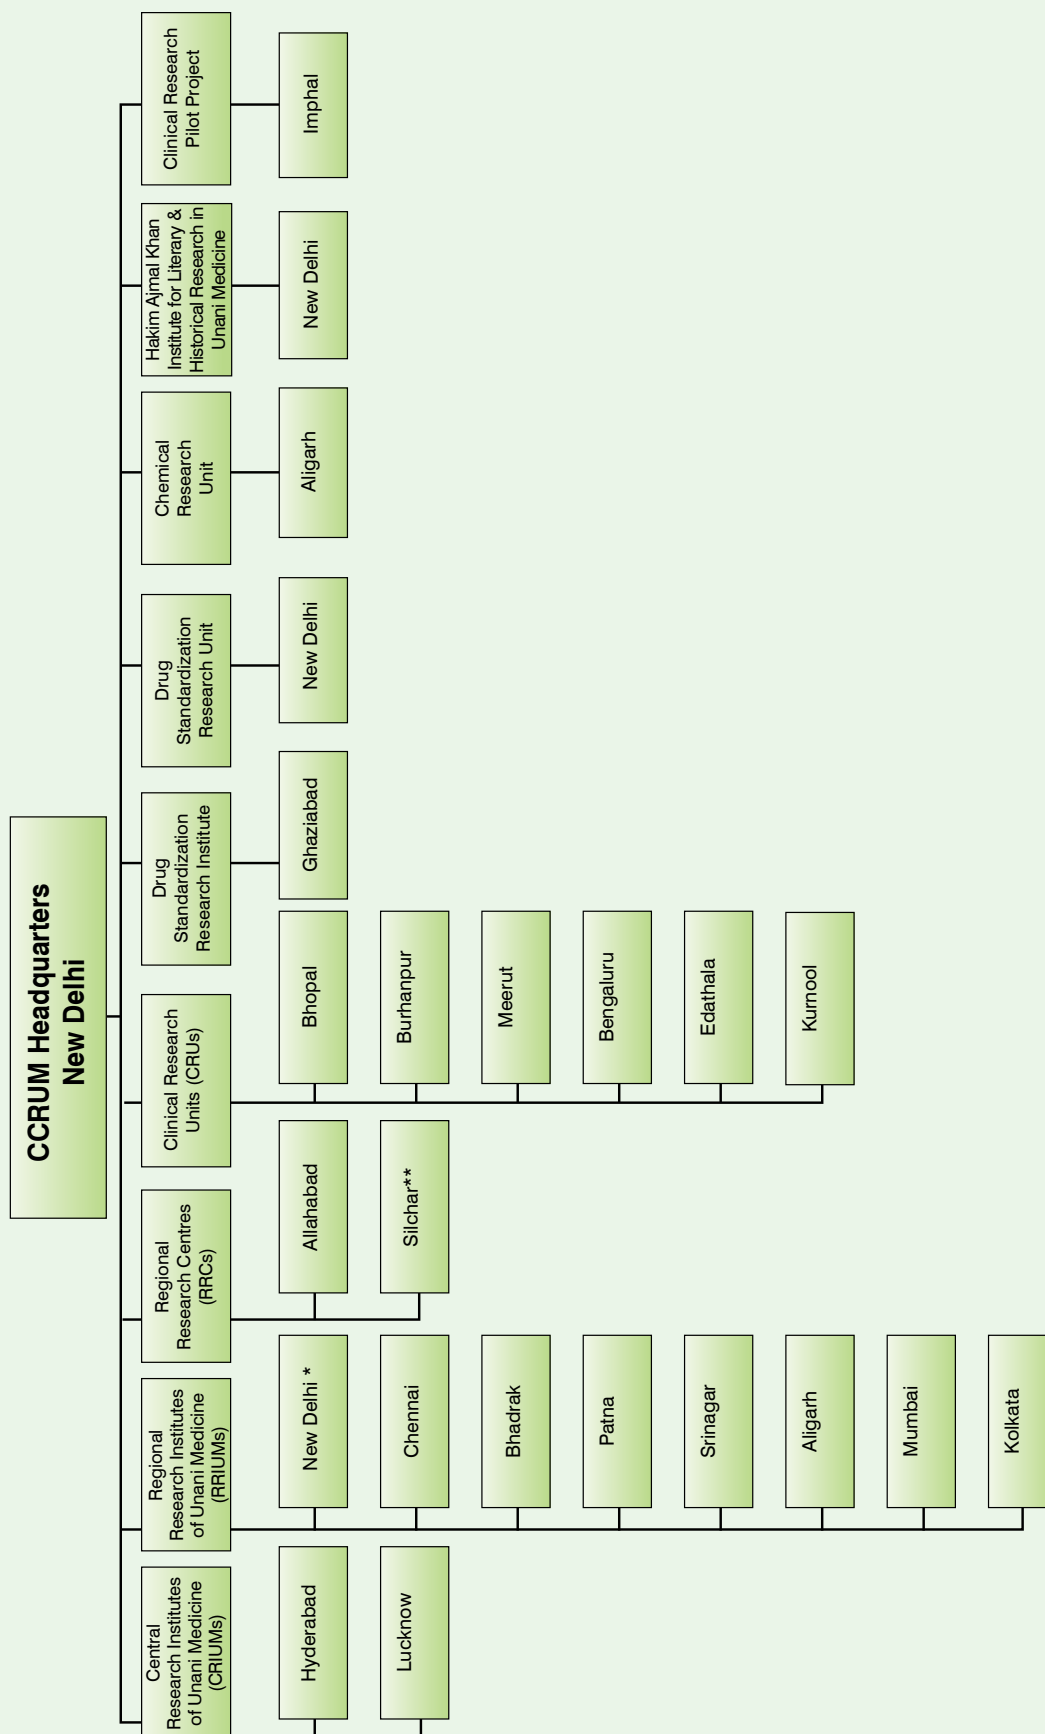 CCRUM Headquarters
New Delhi
Central
Research Institutes
of Unani Medicine
(CRIUMs)
Hyderabad
Lucknow
Regional
Research Institutes
of Unani Medicine
(RRIUMs)
New Delhi *
Chennai
Bhadrak
Patna
Srinagar
Aligarh
Mumbai
Kolkata
Regional
Research Centres
(RRCs)
Allahabad
Silchar**
Clinical Research
Units (CRUs)
Bhopal
Burhanpur
Meerut
Bengaluru
Edathala
Kurnool
Drug
Standardization
Research Institute
Ghaziabad
Drug
Standardization
Research Unit
New Delhi
Chemical
Research
Unit
Aligarh
Hakim Ajmal Khan
Institute for Literary &
Historical Research in
Unani Medicine
New Delhi
Clinical Research
Pilot Project
Imphal